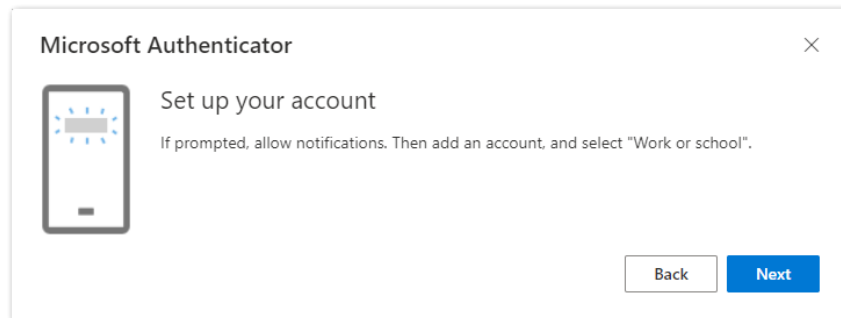 Microsoft Authenticator
Set up your account
If prompted, allow notifications. Then add an account, and select "Work or school".
Back Next